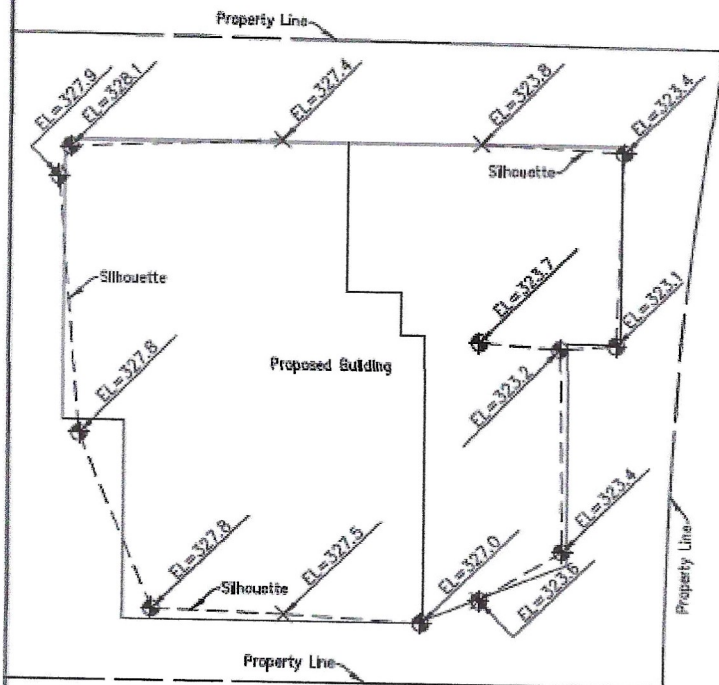 Property Line
EL=327.9
EL=328.1
EL=327.4
EL=323.8
EL=323.4
Silhouette
Silhouette
EL=323.7
EL=323.1
EL=327.8
Proposed Building
EL=323.2
EL=323.4
EL=327.8
EL=327.5
EL=327.0
Silhouette
EL=323.6
Property Line
Property Line